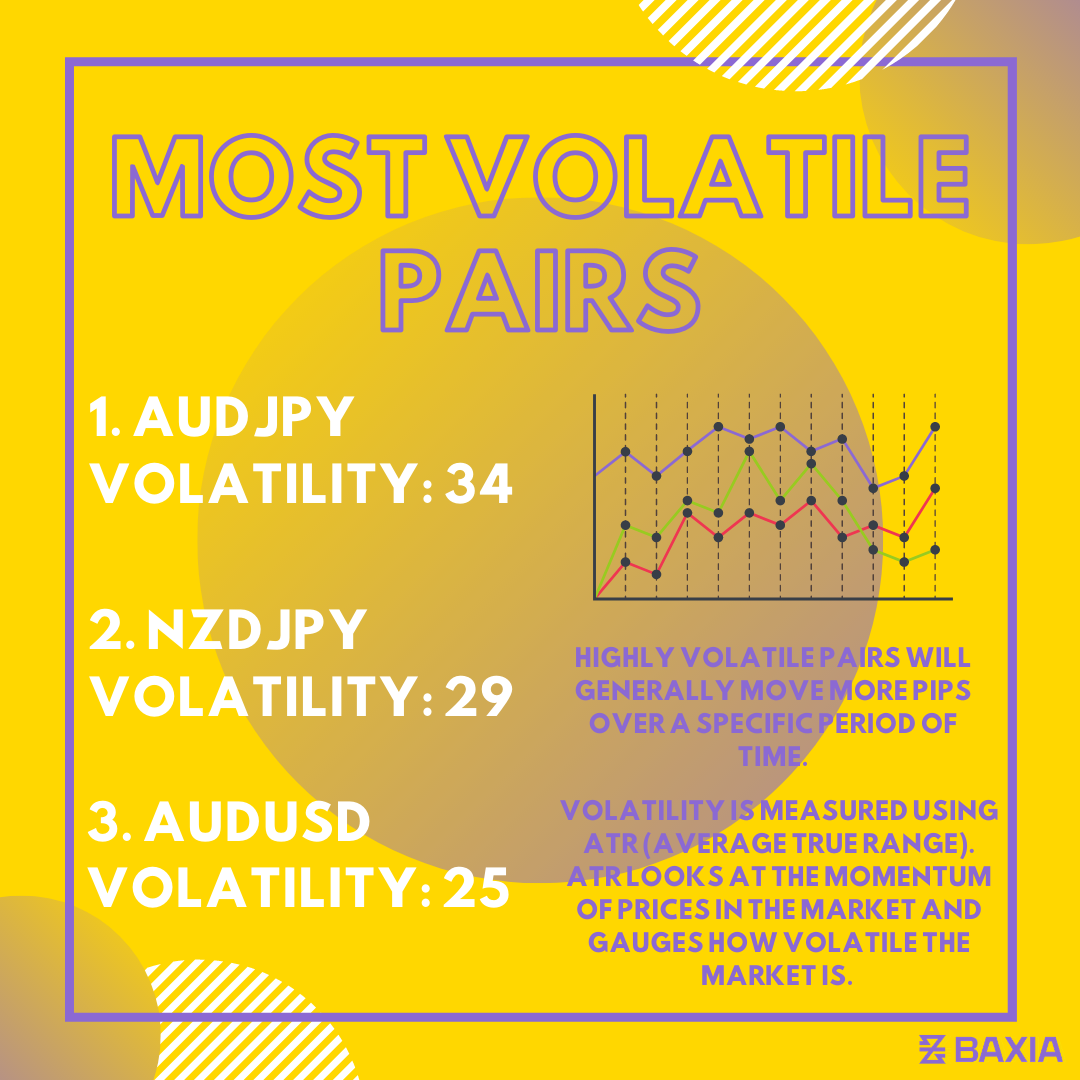 MOST VOLATILE
PAIRS
1. AUDJPY
VOLATILITY: 34
2. NZDJPY
VOLATILITY: 29
3. AUDUSD
VOLATILITY: 25
HIGHLY VOLATILE PAIRS WILL
GENERALLY MOVE MORE PIPS
OVER A SPECIFIC PERIOD OF
TIME.
VOLATILITY IS MEASURED USING
ATR (AVERAGE TRUE RANGE).
ATR LOOKS AT THE MOMENTUM
OF PRICES IN THE MARKET AND
GAUGES HOW VOLATILE THE
MARKET IS.
BAXIA